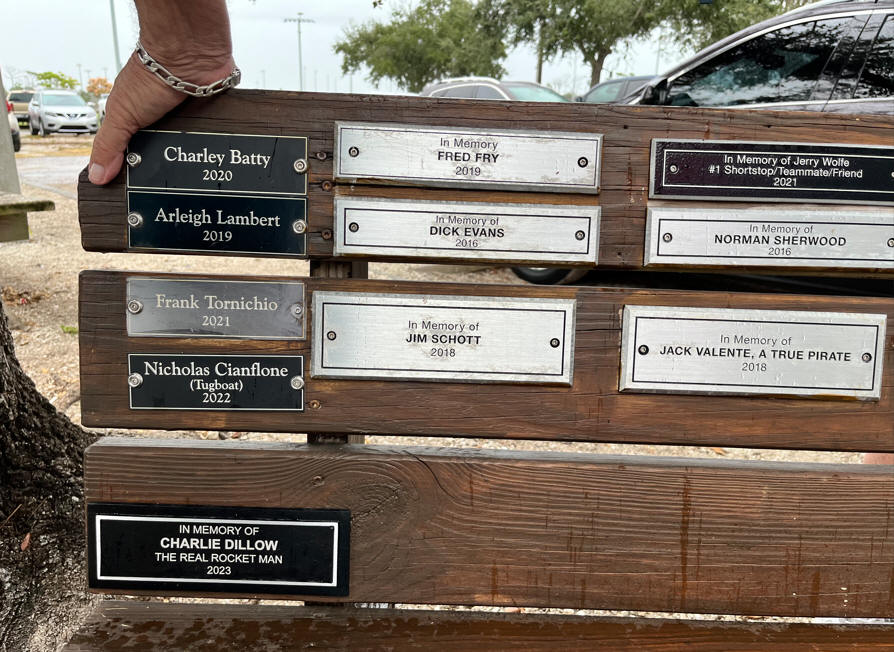 Charley Batty
2020
Arleigh Lambert
2019
In Memory
FRED FRY
2019
In Memory of
DICK EVANS
2016
In Memory of Jerry Wolfe
#1 Shortstop/Teammate/Friend
2021
In Memory of
NORMAN SHERWOOD
2016
Frank Tornichio
2021
Nicholas Cianflone
(Tugboat)
2022
In Memory of
JIM SCHOTT
2018
In Memory of
JACK VALENTE, A TRUE PIRATE
2018
IN MEMORY OF
CHARLIE DILLOW
THE REAL ROCKET MAN
2023